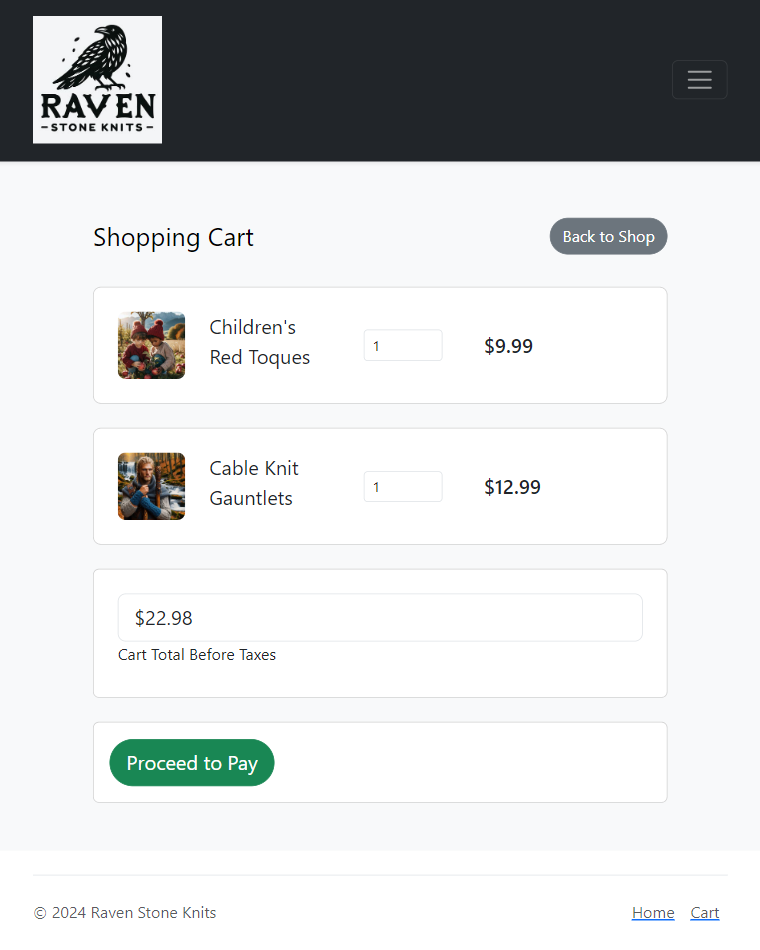 RAVEN
-STONE KNITS-
Shopping Cart
Back to Shop
Children's
Red Toques
1
$9.99
Cable Knit
Gauntlets
1
$12.99
$22.98
Cart Total Before Taxes
Proceed to Pay
© 2024 Raven Stone Knits
Home
Cart